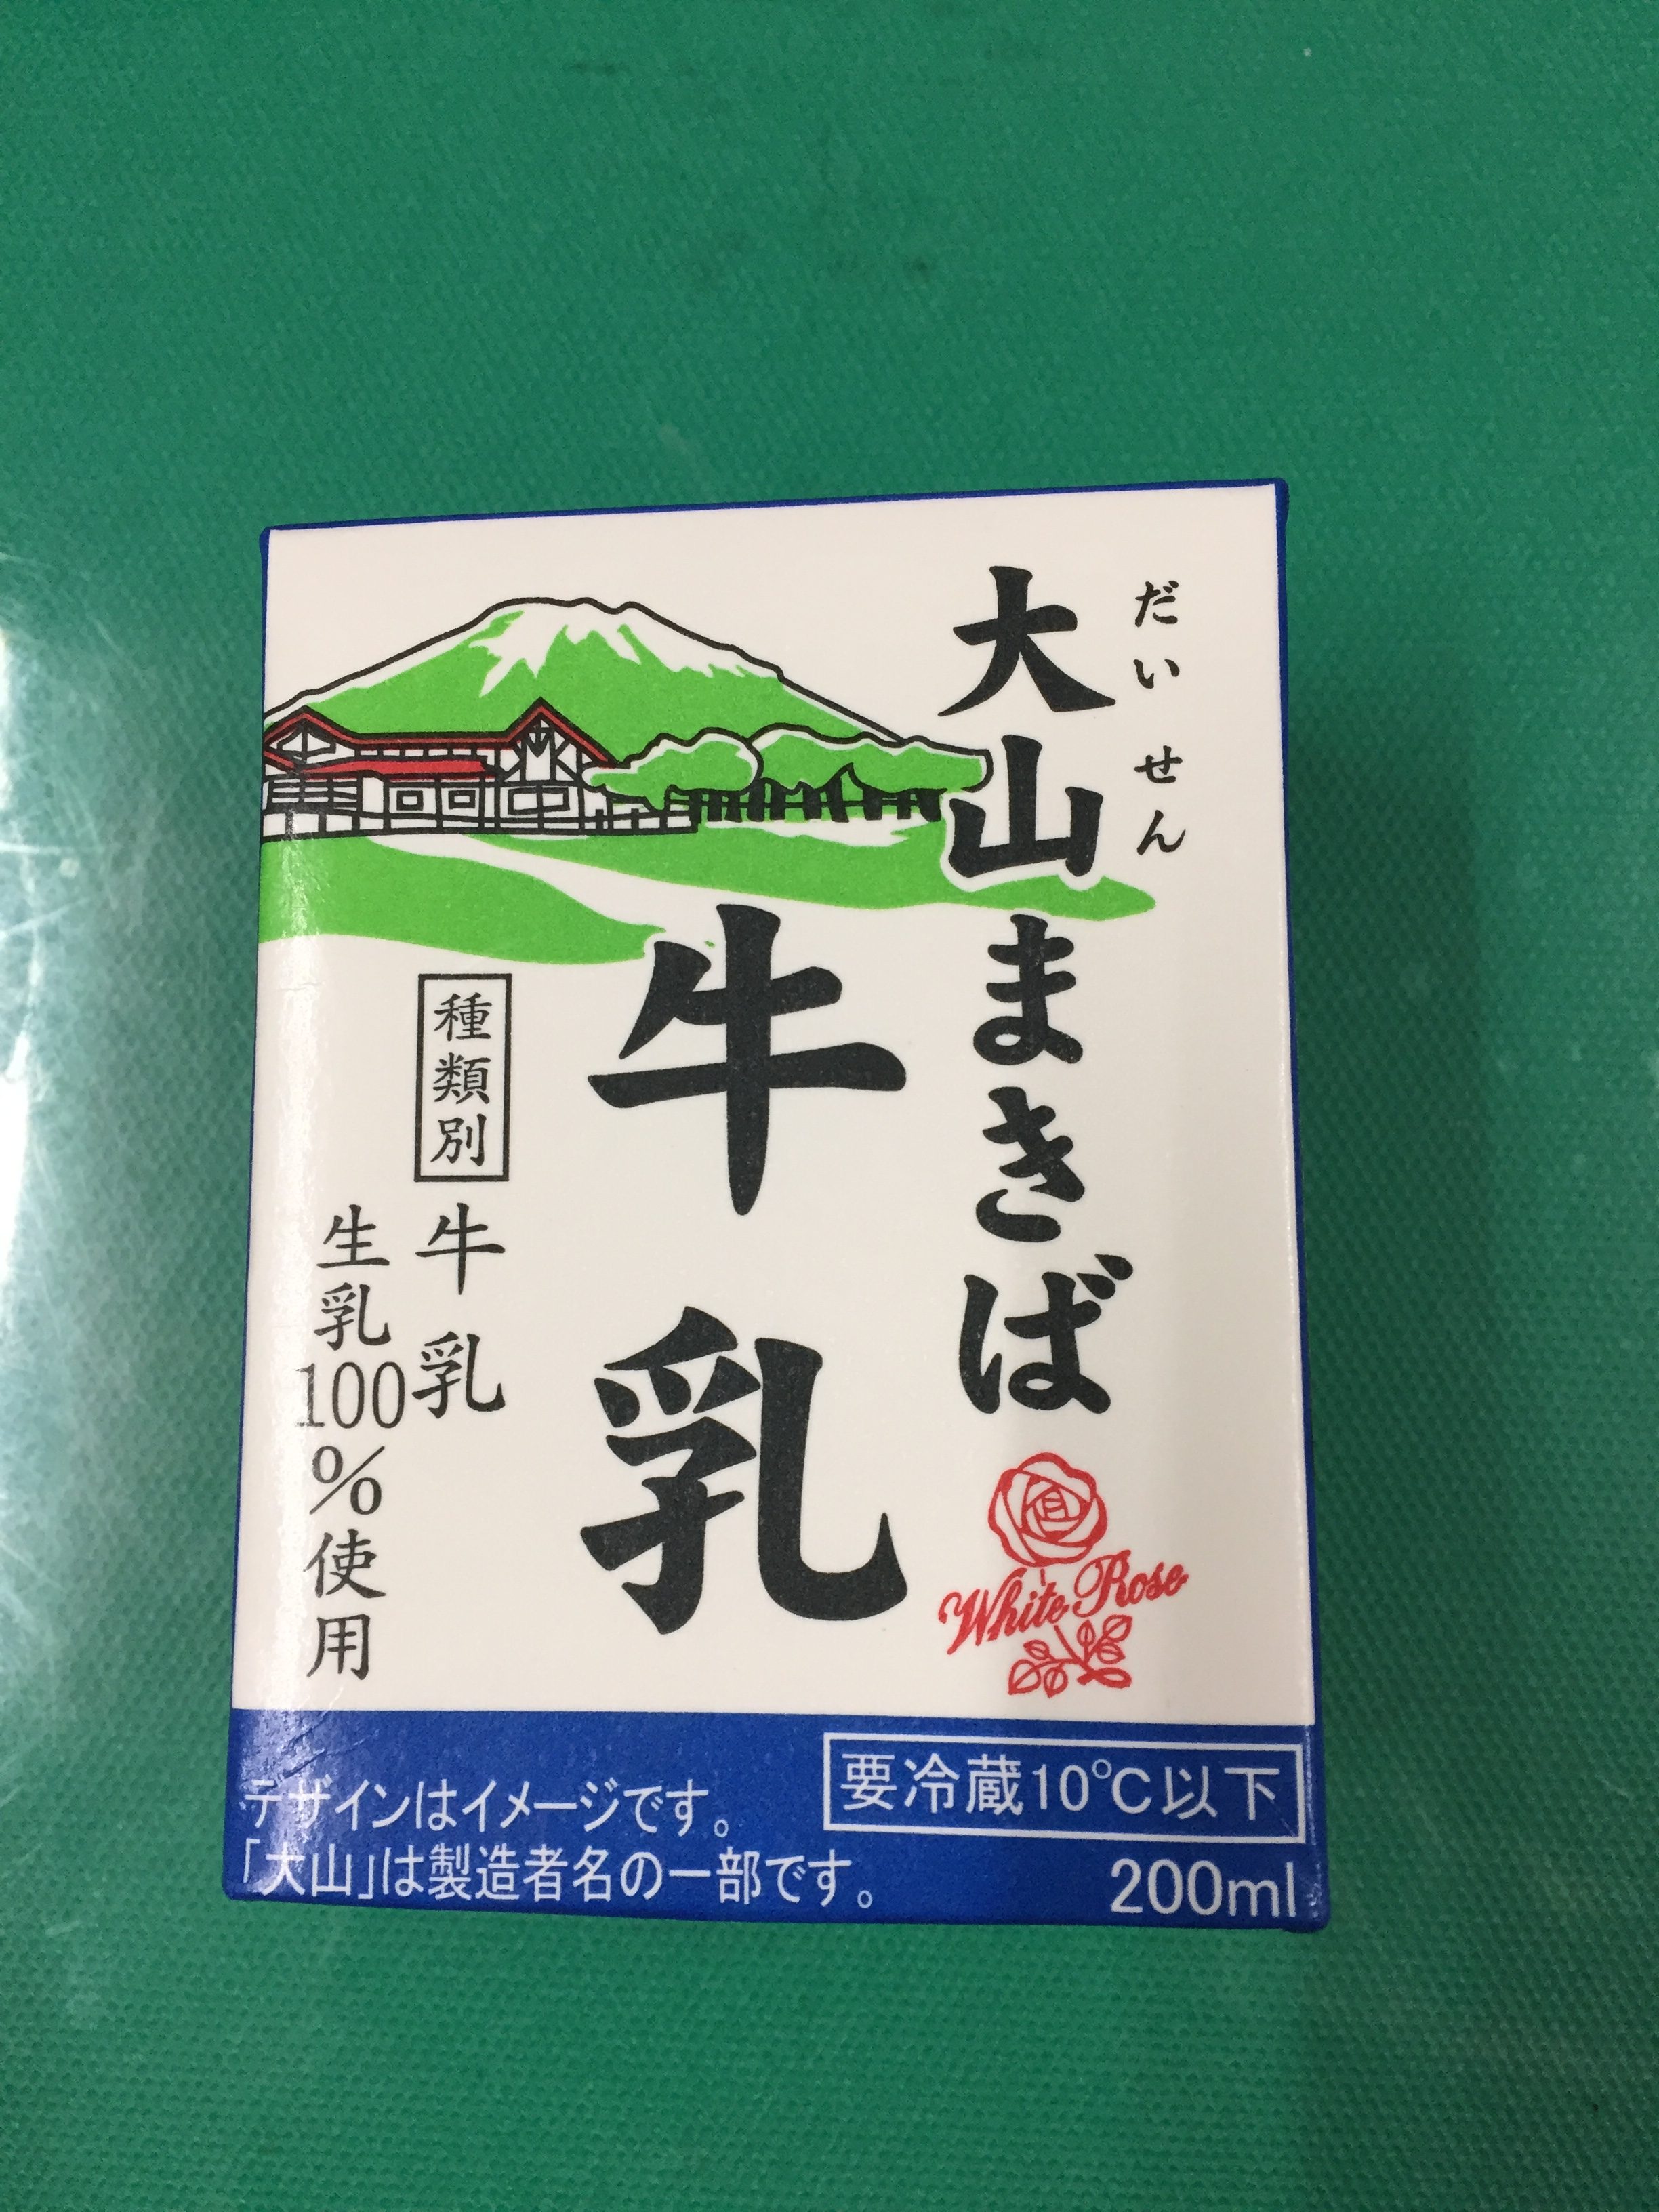 だいせん
大山まきば
牛乳
種類別 牛乳
生乳100%使用
White Rose
要冷蔵10℃以下
デザインはイメージです。
「大山」は製造者名の一部です。
200ml